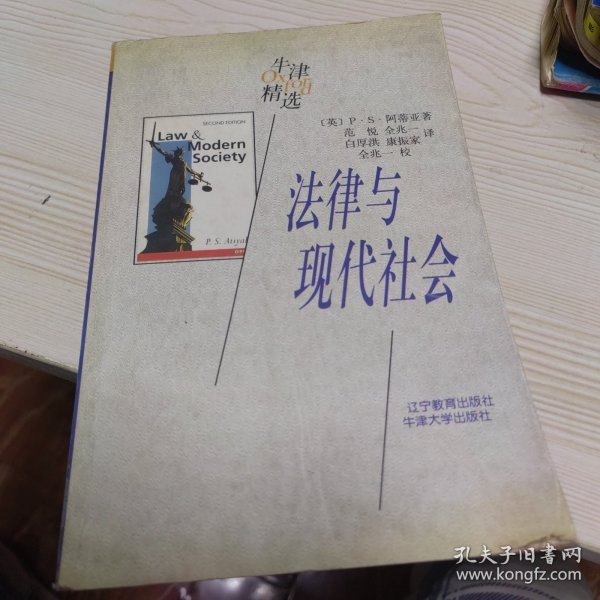 牛津
Oxford
精选
〔英〕P·S·阿蒂亚著
范 悦 全兆一
白厚洪 康振家 译
全兆一 校
SECOND EDITION
Law &
Modern
Society
P. S. Atiyah
法律与
现代社会
辽宁教育出版社
牛津大学出版社
孔夫子旧书网
www.kongfz.com